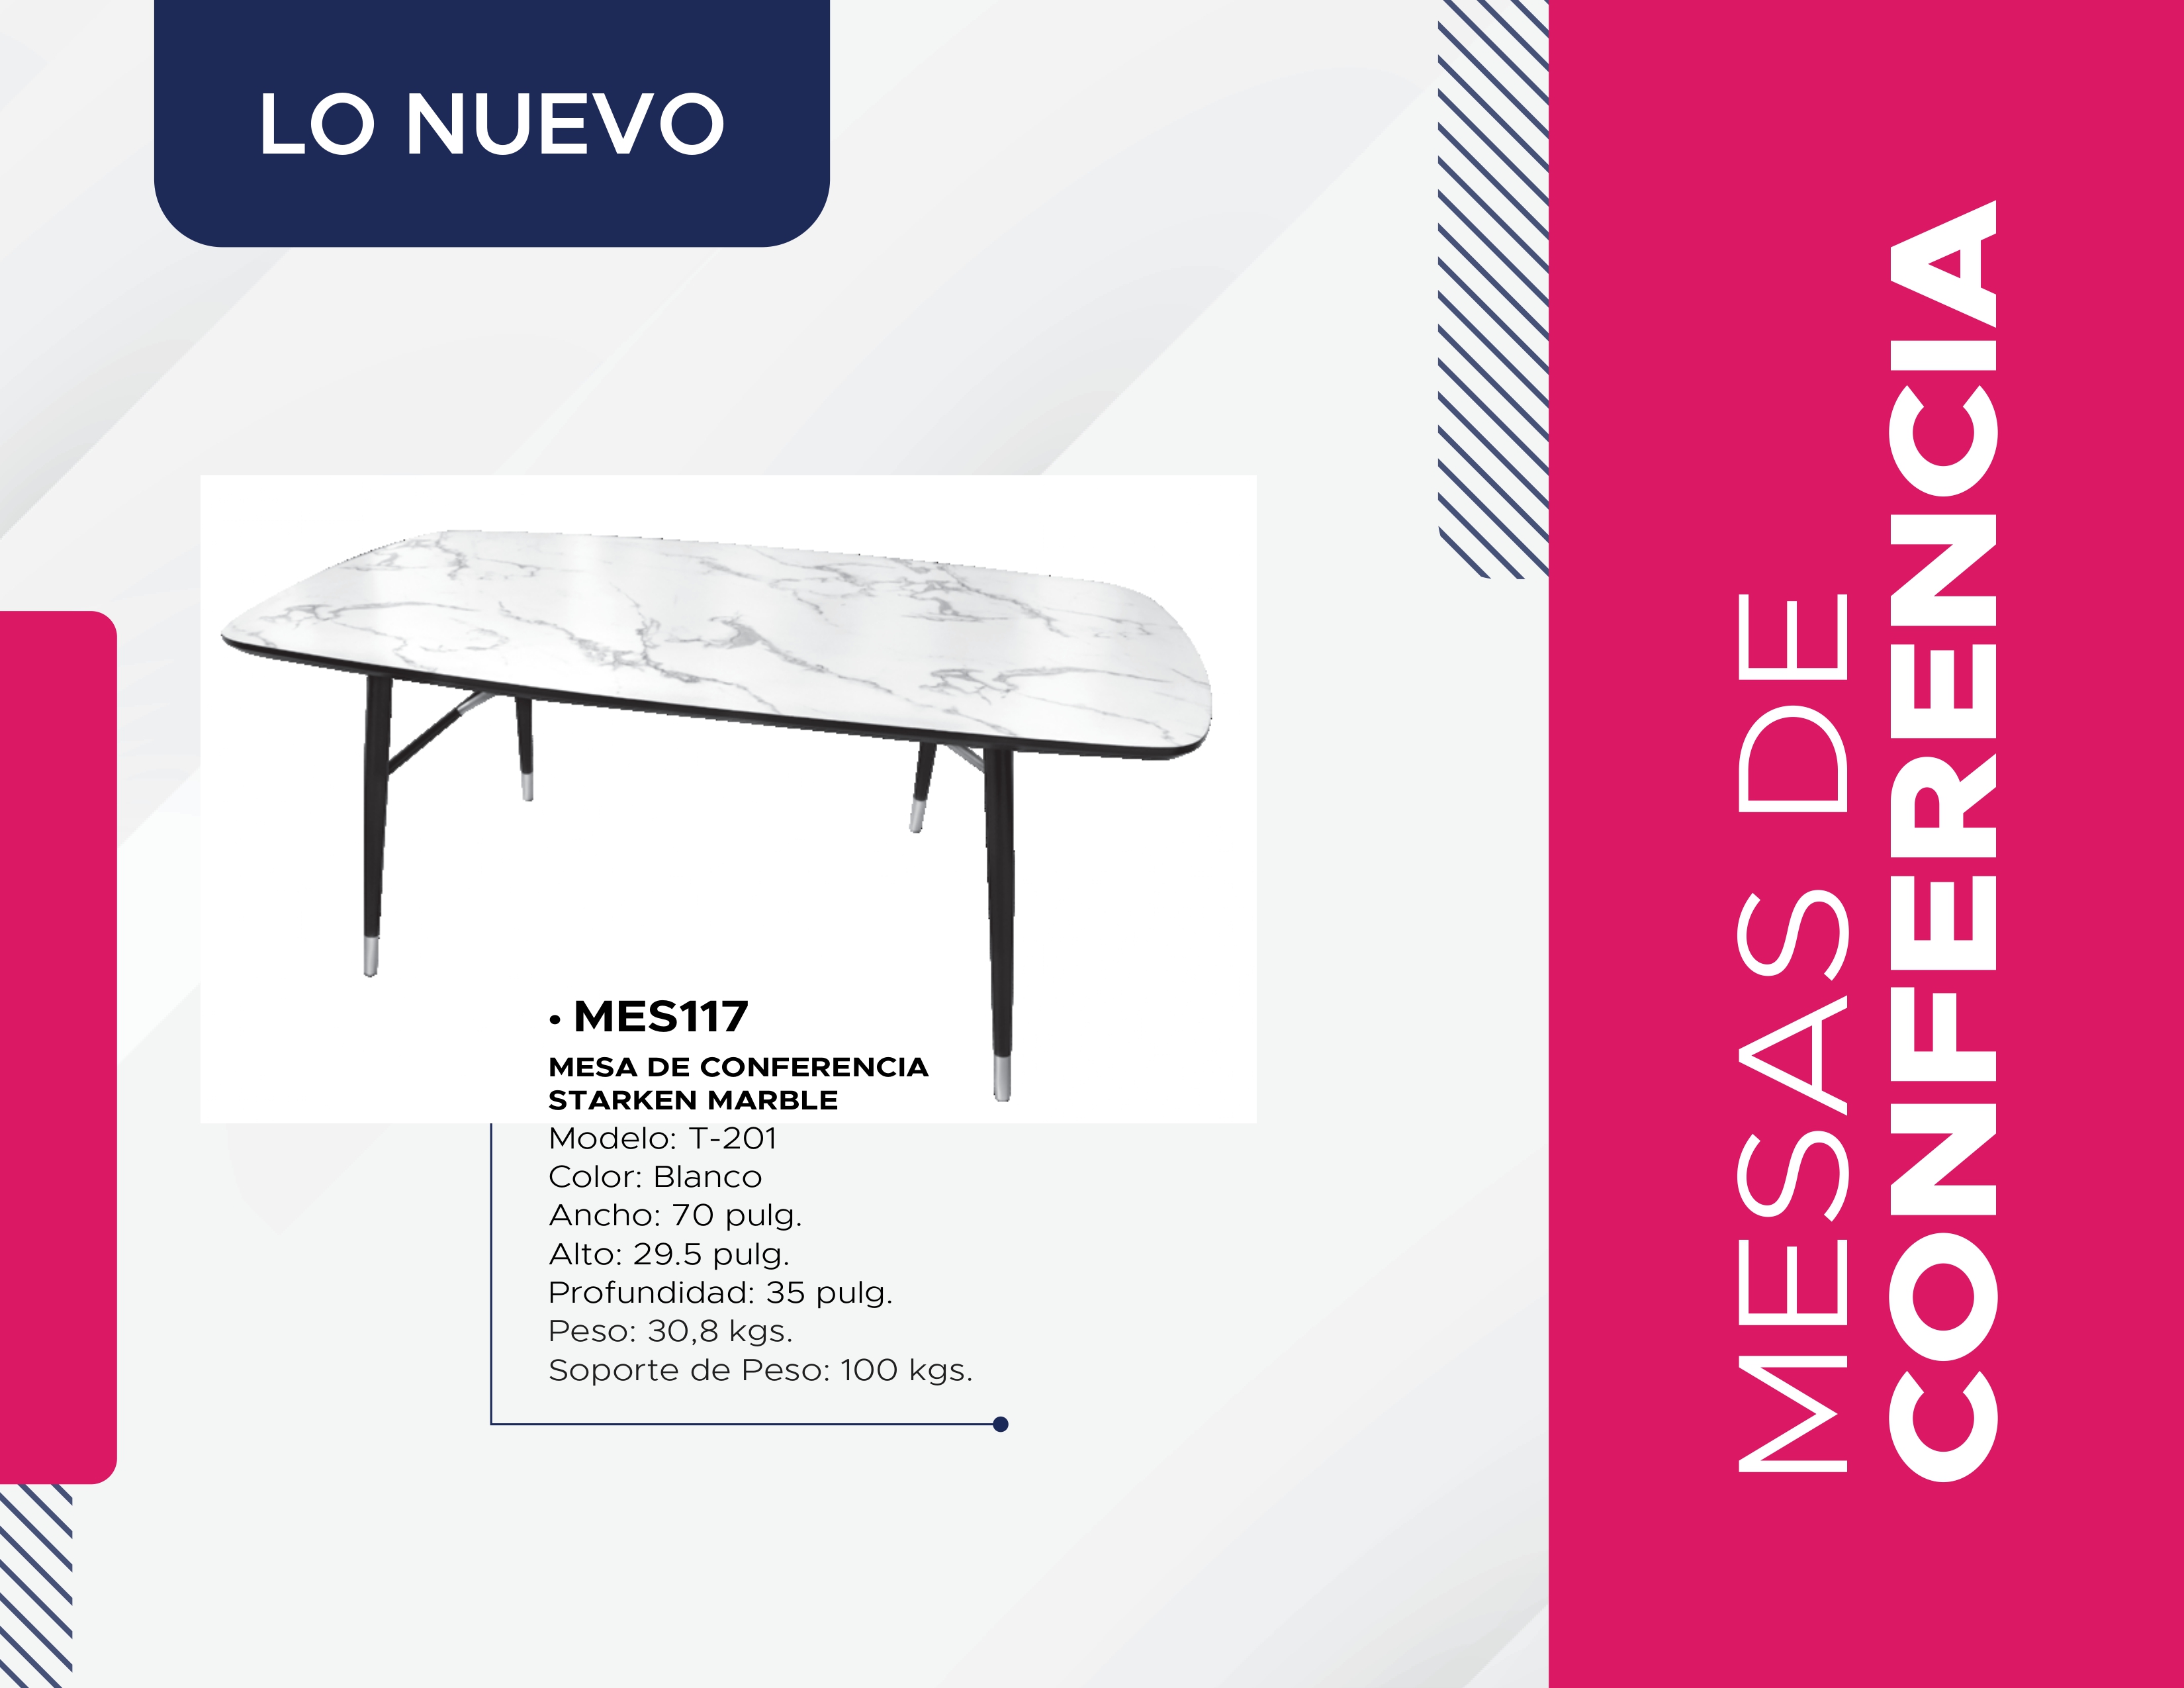 LO NUEVO
• MES117
MESA DE CONFERENCIA
STARKEN MARBLE
Modelo: T-201
Color: Blanco
Ancho: 70 pulg.
Alto: 29.5 pulg.
Profundidad: 35 pulg.
Peso: 30,8 kgs.
Soporte de Peso: 100 kgs.
MESAS DE
CONFERENCIA